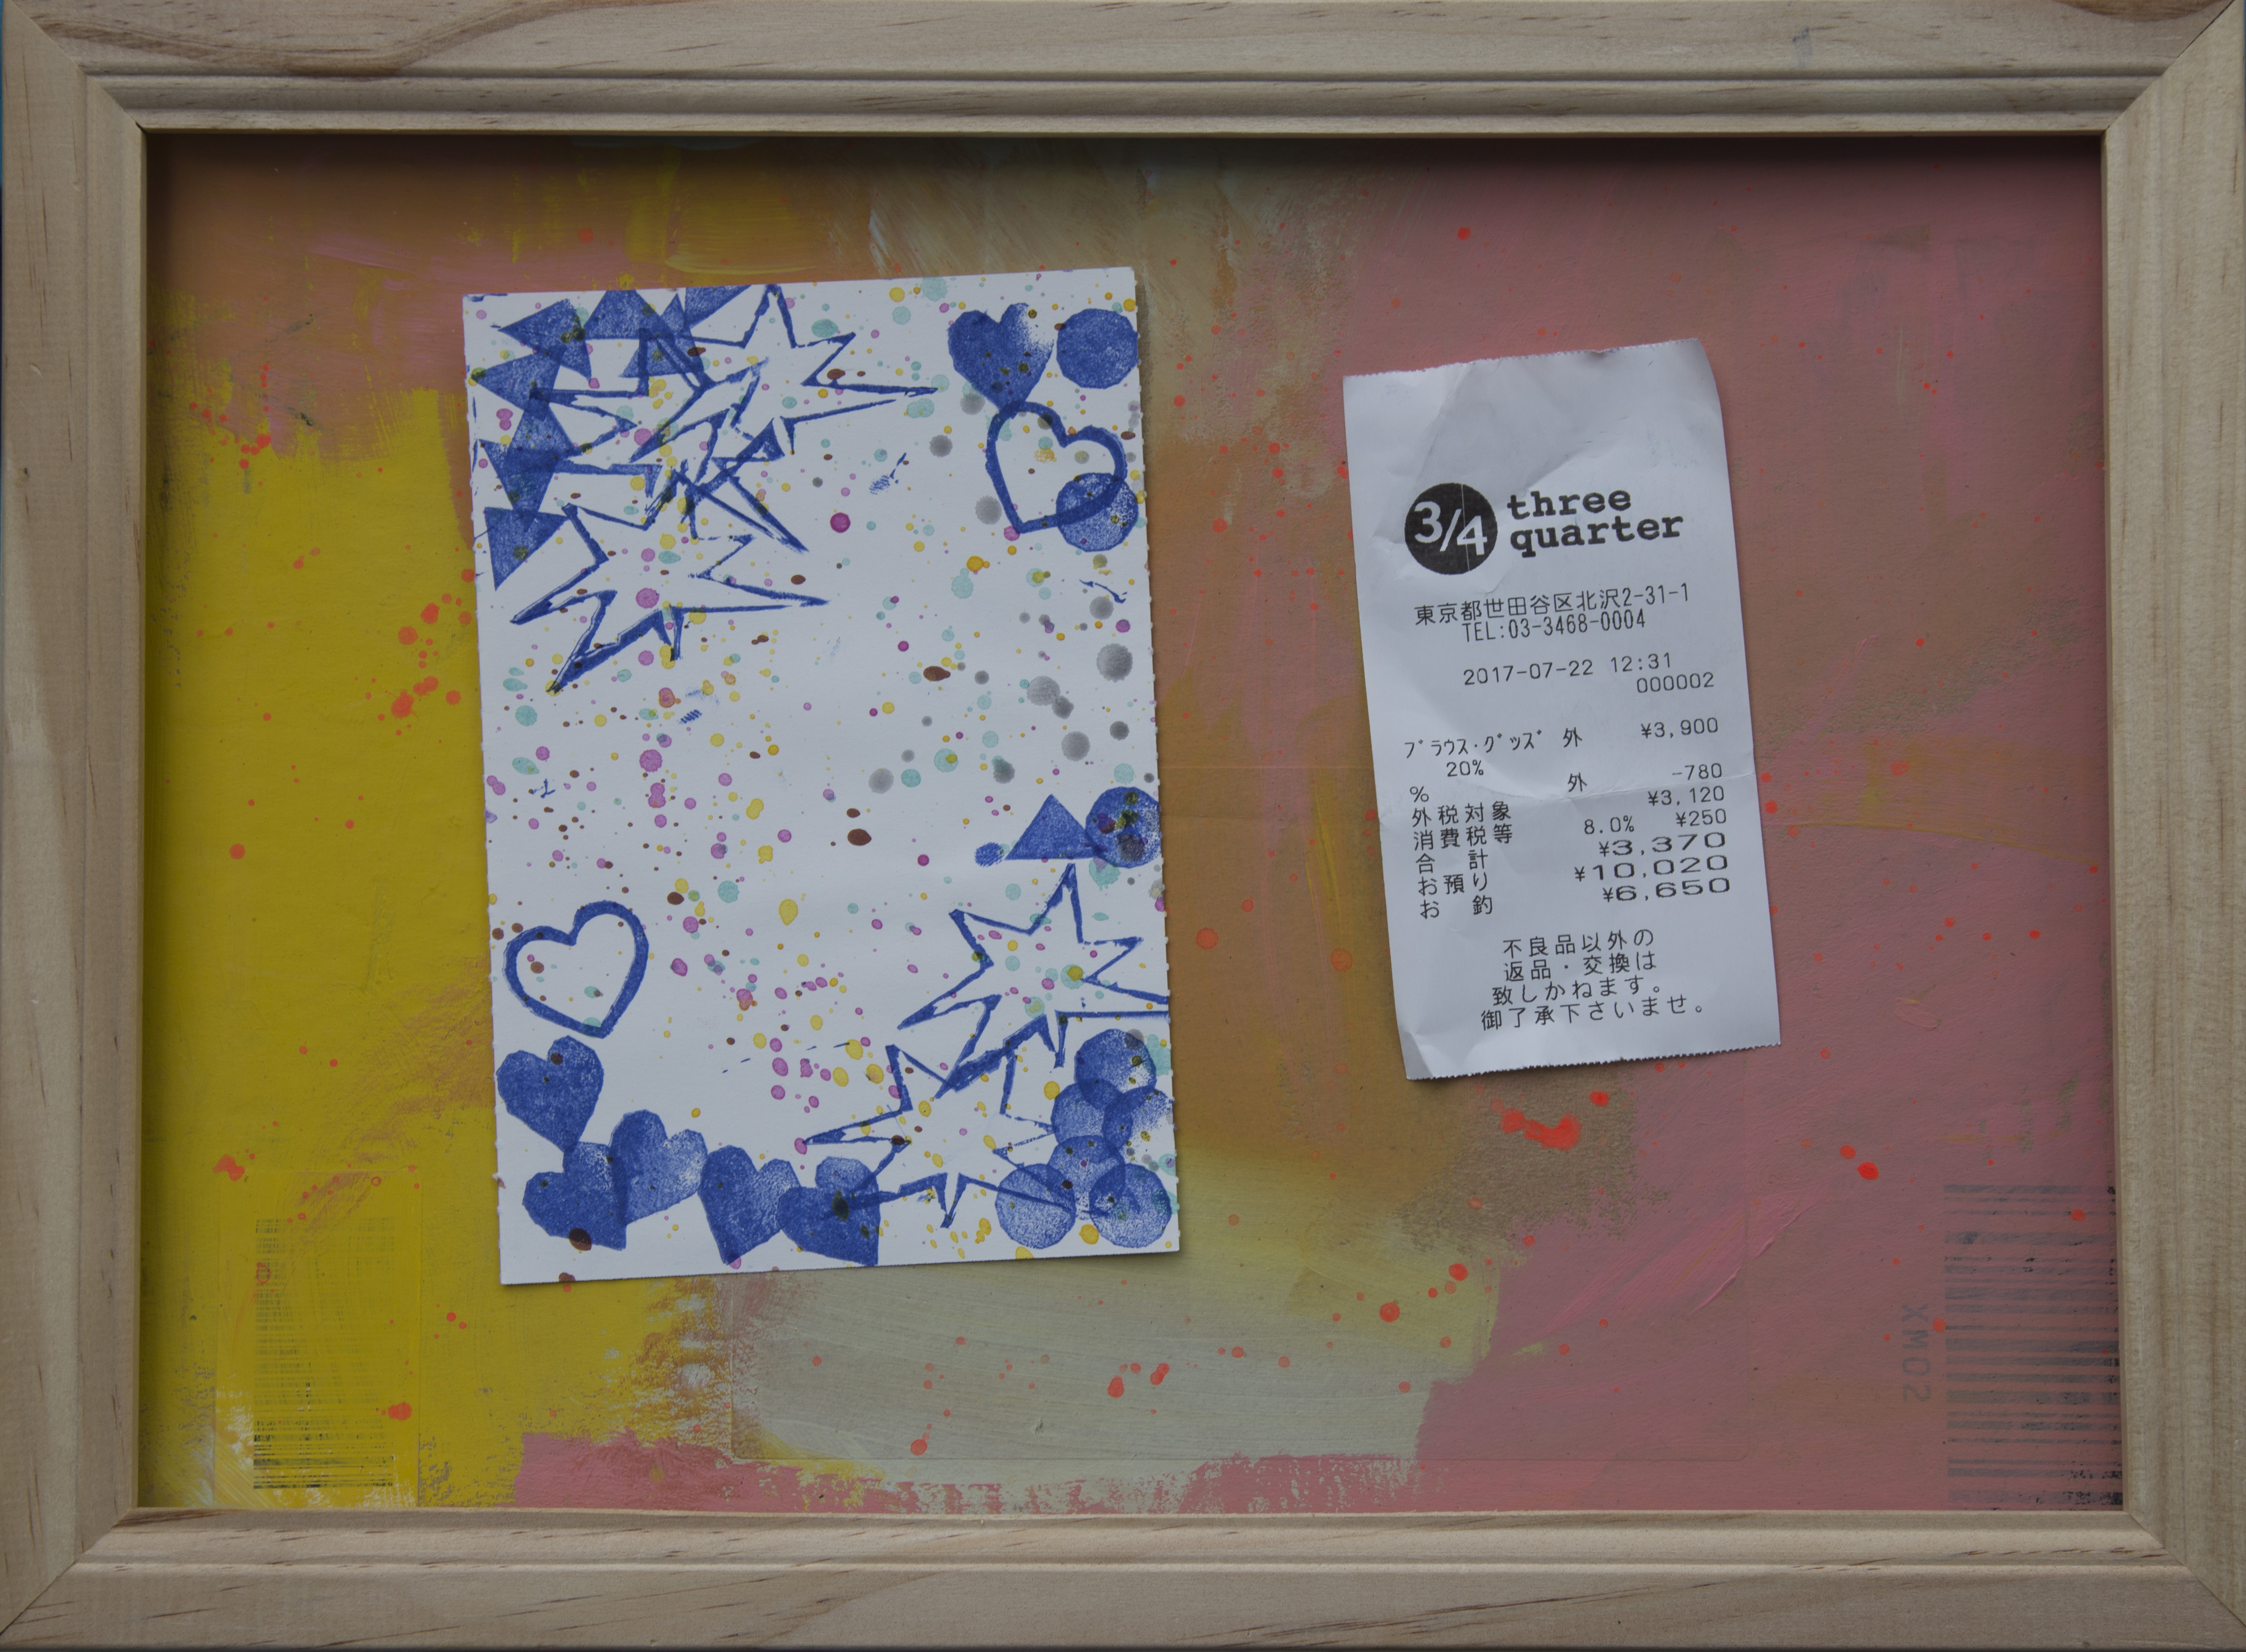 3/4 three
quarter
東京都世田谷区北沢2-31-1
TEL:03-3468-0004
2017-07-22 12:31
000002
ブラウス・グッズ 外 ¥3,900
20%
% 外 -780
外税対象 ¥3,120
消費税等 8.0% ¥250
合 計 ¥3,370
お預り ¥10,020
お 釣 ¥6,650
不良品以外の
返品・交換は
致しかねます。
御了承下さいませ。
XM02